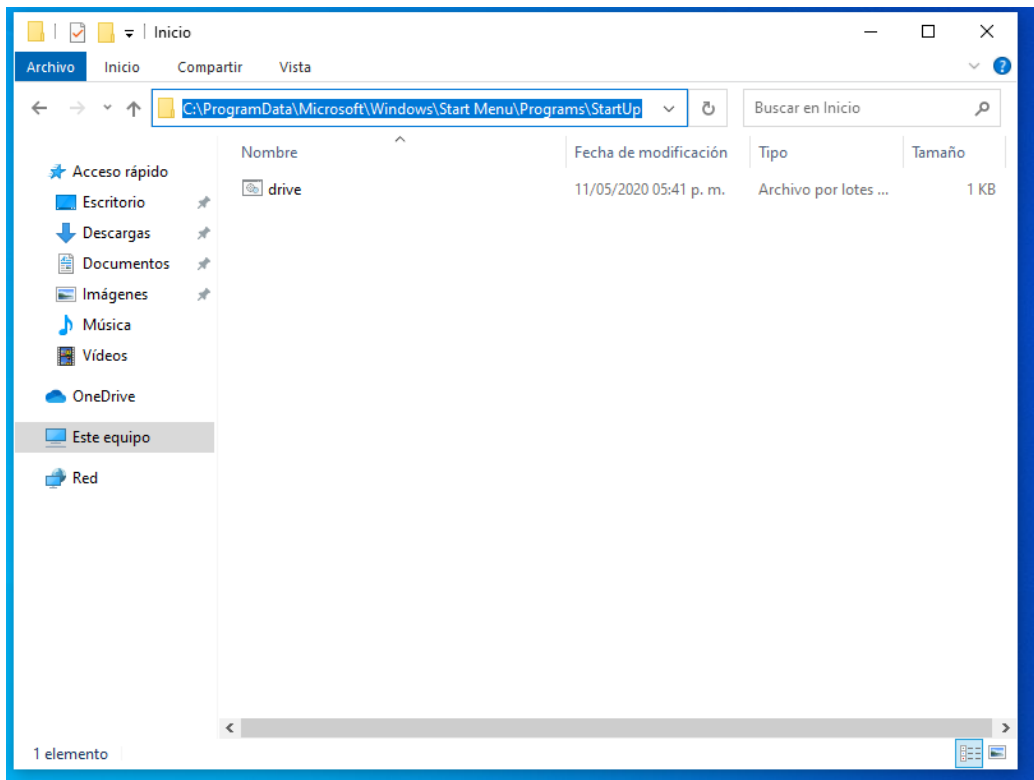 Inicio
Archivo Inicio Compartir Vista
C:\ProgramData\Microsoft\Windows\Start Menu\Programs\StartUp Buscar en Inicio
Nombre Fecha de modificación Tipo Tamaño
Acceso rápido
drive 11/05/2020 05:41 p. m. Archivo por lotes ... 1 KB
Escritorio
Descargas
Documentos
Imágenes
Música
Vídeos
OneDrive
Este equipo
Red
1 elemento